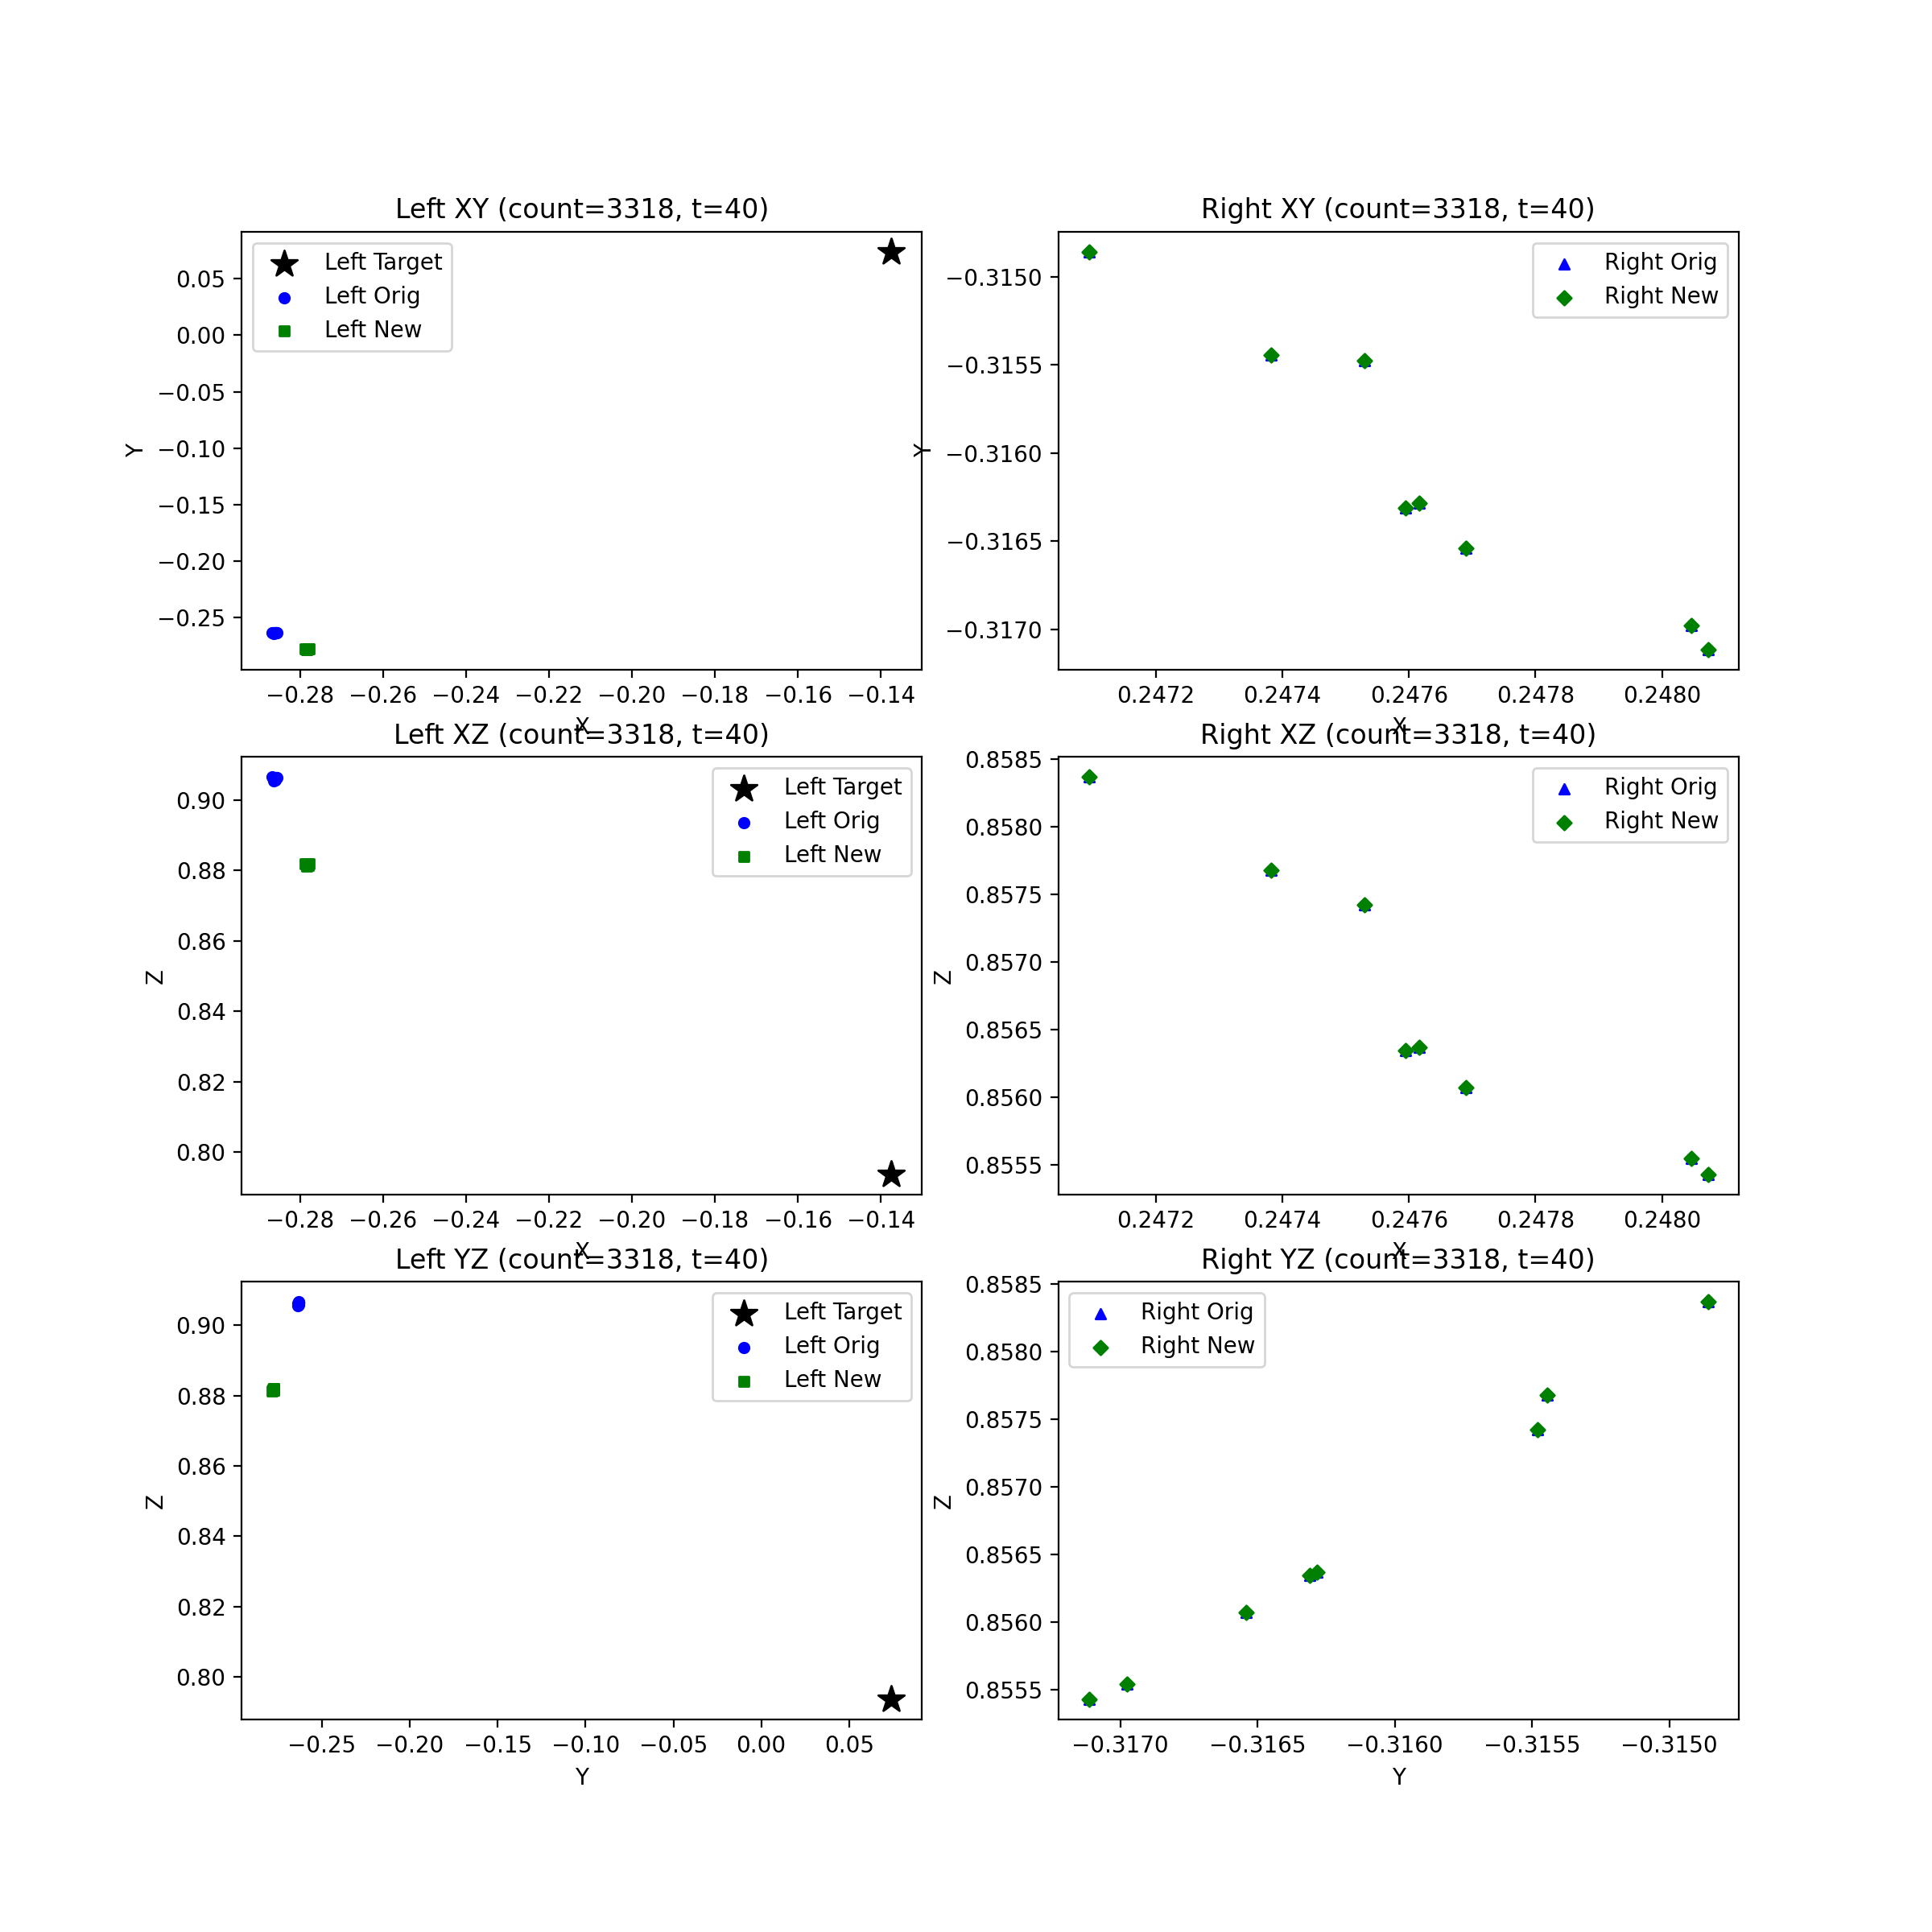 Left XY (count=3318, t=40)
Left Target
Left Orig
Left New
0.05
0.00
−0.05
−0.10
−0.15
−0.20
−0.25
Y
−0.28 −0.26 −0.24 −0.22 −0.20 −0.18 −0.16 −0.14
X
Right XY (count=3318, t=40)
Right Orig
Right New
−0.3150
−0.3155
−0.3160
−0.3165
−0.3170
Y
0.2472 0.2474 0.2476 0.2478 0.2480
X
Left XZ (count=3318, t=40)
Left Target
Left Orig
Left New
0.90
0.88
0.86
0.84
0.82
0.80
Z
−0.28 −0.26 −0.24 −0.22 −0.20 −0.18 −0.16 −0.14
X
Right XZ (count=3318, t=40)
Right Orig
Right New
0.8585
0.8580
0.8575
0.8570
0.8565
0.8560
0.8555
Z
0.2472 0.2474 0.2476 0.2478 0.2480
X
Left YZ (count=3318, t=40)
Left Target
Left Orig
Left New
0.90
0.88
0.86
0.84
0.82
0.80
Z
−0.25 −0.20 −0.15 −0.10 −0.05 0.00 0.05
Y
Right YZ (count=3318, t=40)
Right Orig
Right New
0.8585
0.8580
0.8575
0.8570
0.8565
0.8560
0.8555
Z
−0.3170 −0.3165 −0.3160 −0.3155 −0.3150
Y